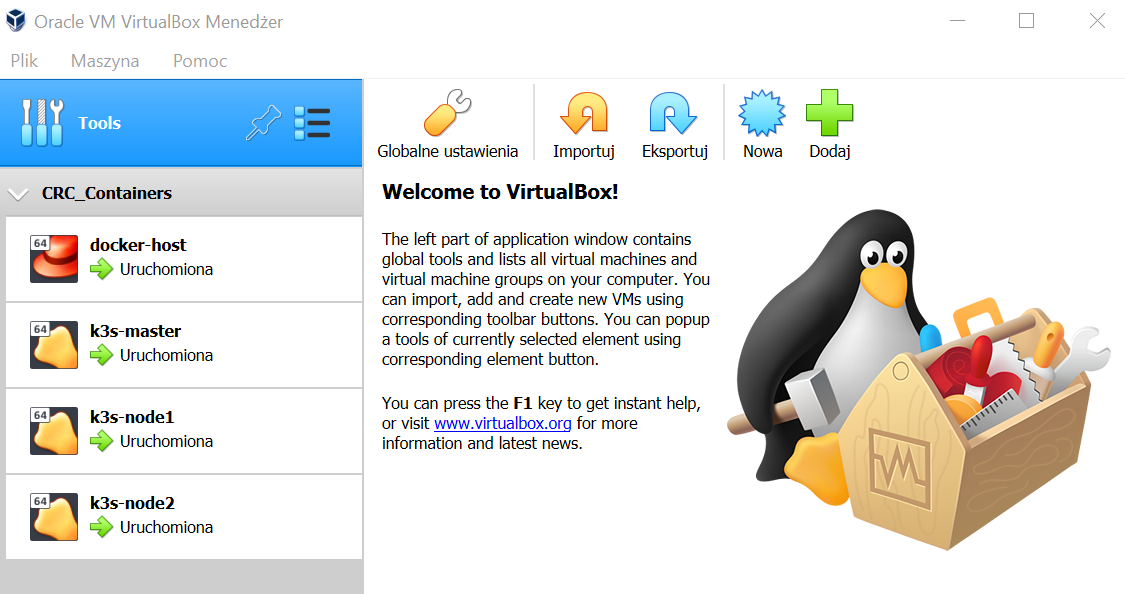 Oracle VM VirtualBox Menedżer
Plik Maszyna Pomoc
Tools
Globalne ustawienia Importuj Eksportuj Nowa Dodaj
CRC_Containers
64 docker-host
Uruchomiona
64 k3s-master
Uruchomiona
64 k3s-node1
Uruchomiona
64 k3s-node2
Uruchomiona
Welcome to VirtualBox!
The left part of application window contains
global tools and lists all virtual machines and
virtual machine groups on your computer. You
can import, add and create new VMs using
corresponding toolbar buttons. You can popup
a tools of currently selected element using
corresponding element button.
You can press the F1 key to get instant help,
or visit www.virtualbox.org for more
information and latest news.